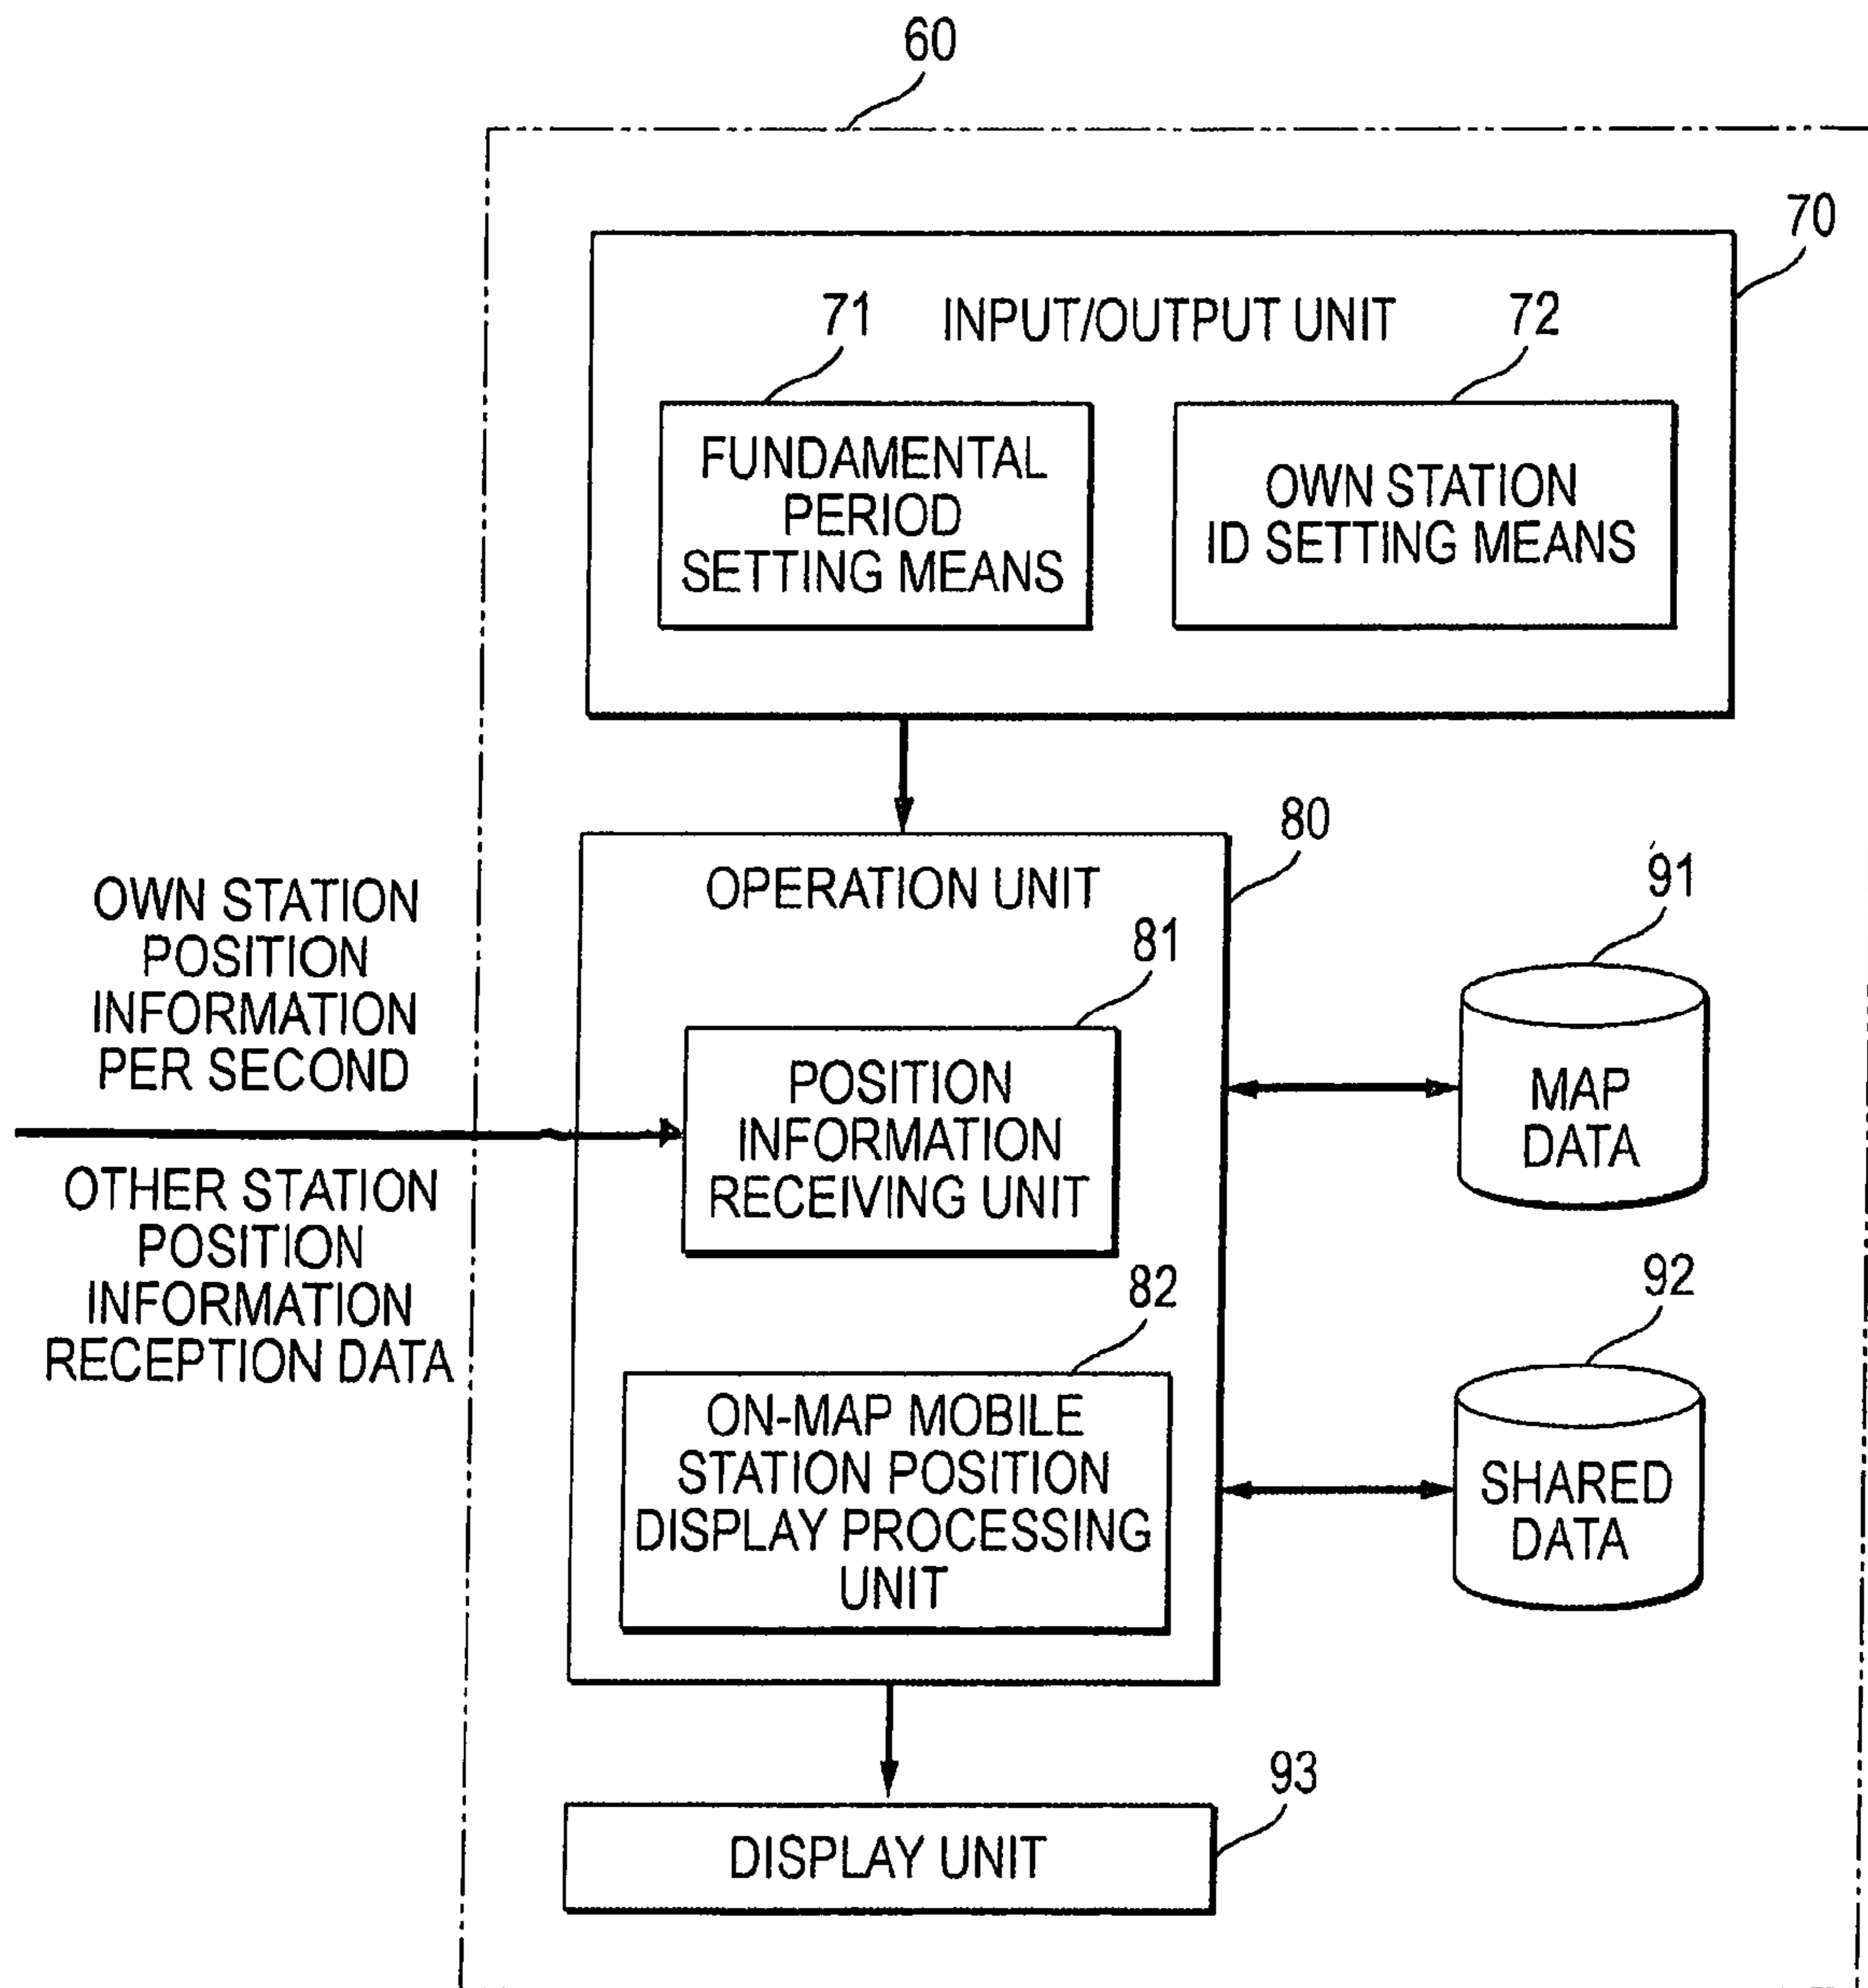 60
70
INPUT/OUTPUT UNIT
71
72
FUNDAMENTAL
PERIOD
SETTING MEANS
OWN STATION
ID SETTING MEANS
80
OPERATION UNIT
OWN STATION
POSITION
INFORMATION
PER SECOND
OTHER STATION
POSITION
INFORMATION
RECEPTION DATA
81
POSITION
INFORMATION
RECEIVING UNIT
82
ON-MAP MOBILE
STATION POSITION
DISPLAY PROCESSING
UNIT
91
MAP
DATA
92
SHARED
DATA
93
DISPLAY UNIT